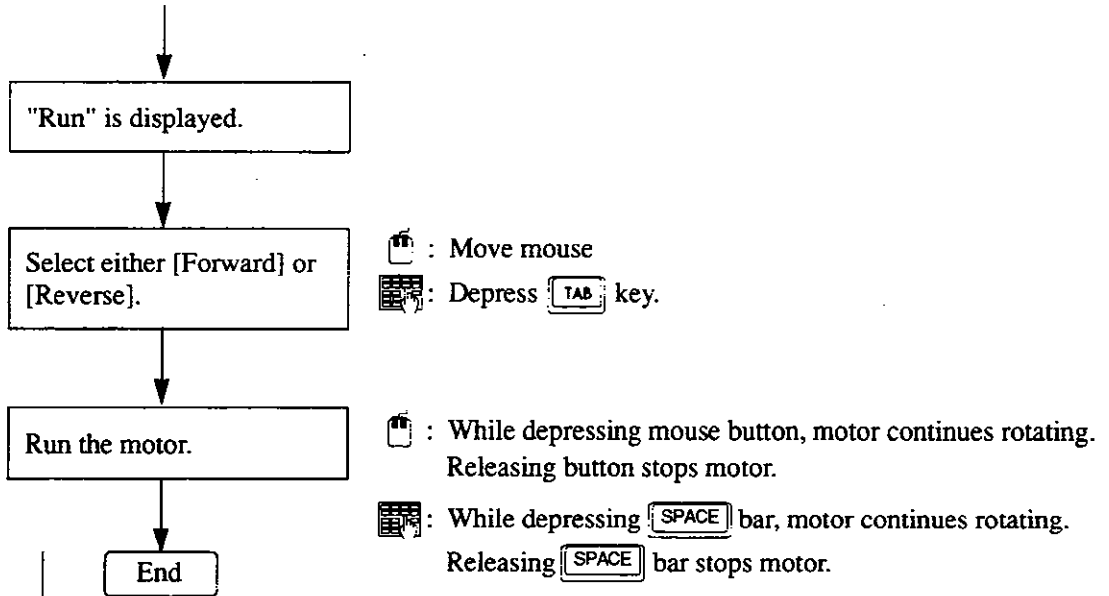 "Run" is displayed.
Select either [Forward] or
[Reverse].
: Move mouse
: Depress TAB key.
Run the motor.
: While depressing mouse button, motor continues rotating.
Releasing button stops motor.
: While depressing SPACE bar, motor continues rotating.
Releasing SPACE bar stops motor.
End